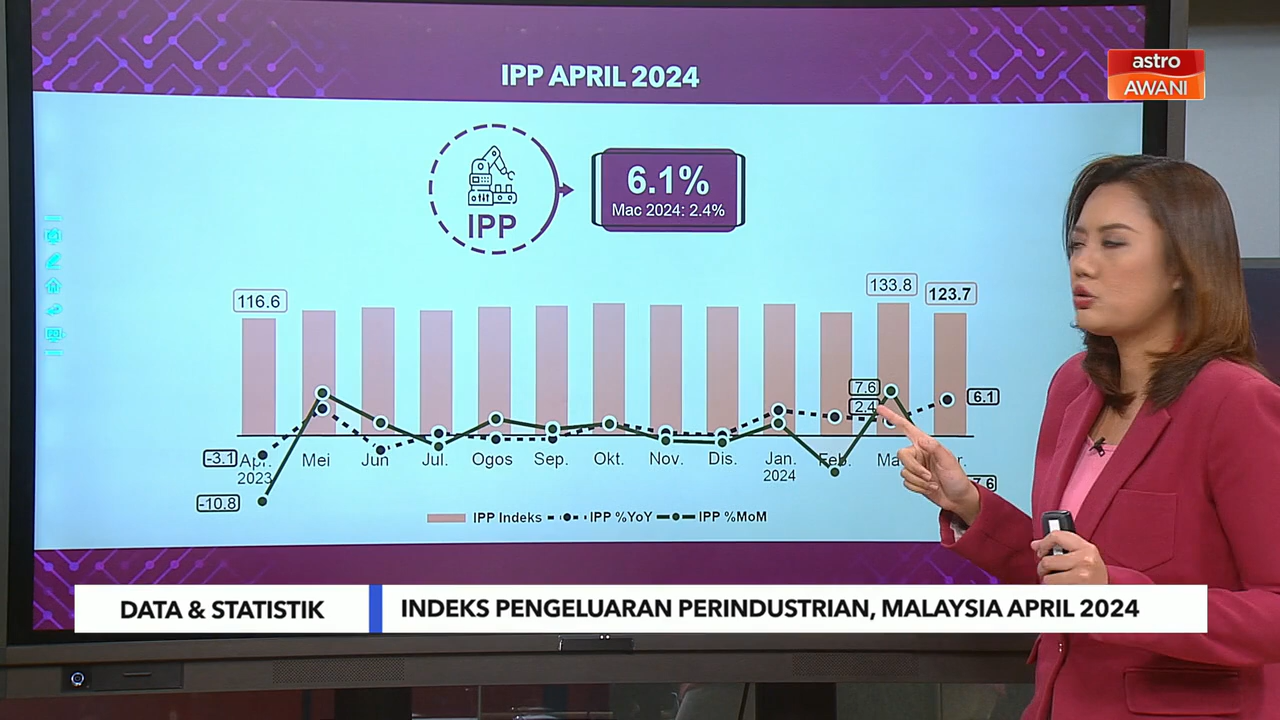 IPP APRIL 2024
astro
AWANI
IPP
6.1%
Mac 2024: 2.4%
116.6
133.8
123.7
7.6
2.4
6.1
-3.1
-10.8
Apr. Mei Jun Jul. Ogos Sep. Okt. Nov. Dis. Jan. Feb.
2023 2024
IPP Indeks IPP %YoY IPP %MoM
DATA & STATISTIK
INDEKS PENGELUARAN PERINDUSTRIAN, MALAYSIA APRIL 2024